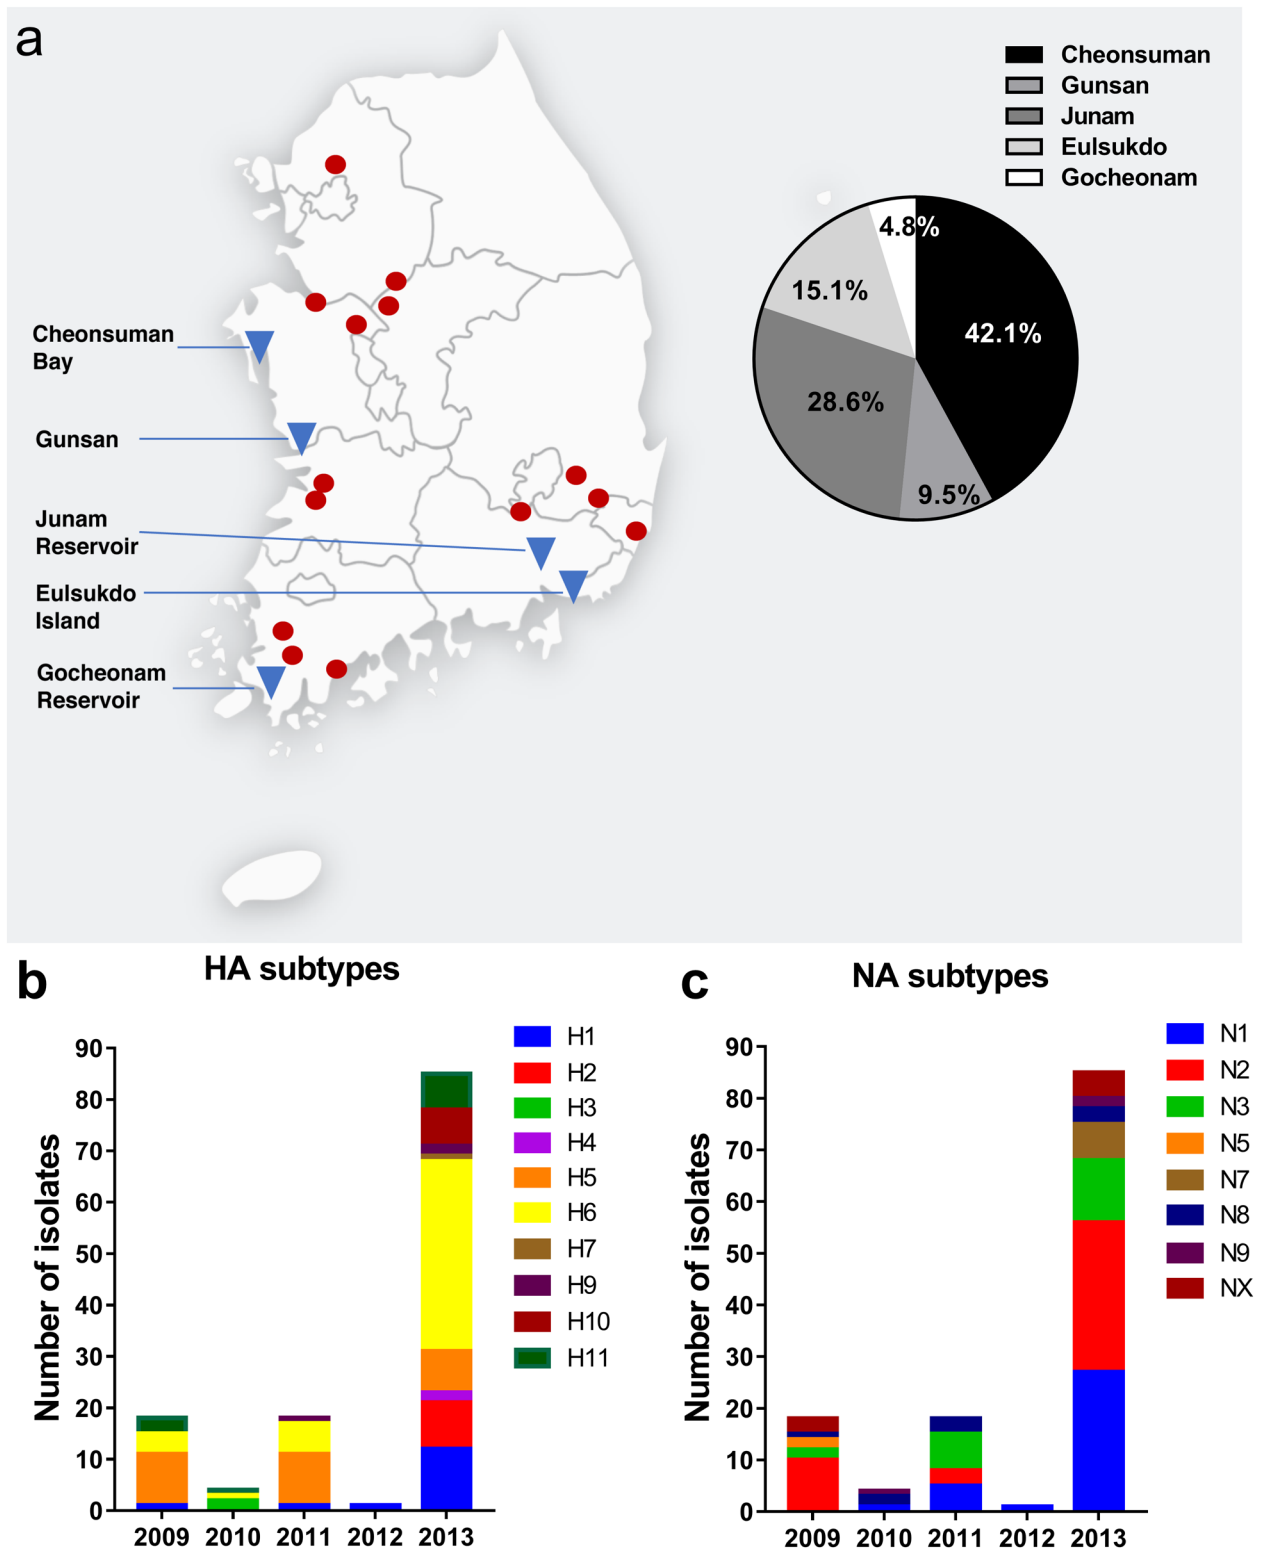 a
Cheonsuman
Gunsan
Junam
Eulsukdo
Gocheonam
4.8%
15.1%
42.1%
28.6%
9.5%
Cheonsuman
Bay
Gunsan
Junam
Reservoir
Eulsukdo
Island
Gocheonam
Reservoir
b
HA subtypes
Number of isolates
90
80
70
60
50
40
30
20
10
0
2009 2010 2011 2012 2013
H1
H2
H3
H4
H5
H6
H7
H9
H10
H11
c
NA subtypes
Number of isolates
90
80
70
60
50
40
30
20
10
0
2009 2010 2011 2012 2013
N1
N2
N3
N5
N7
N8
N9
NX